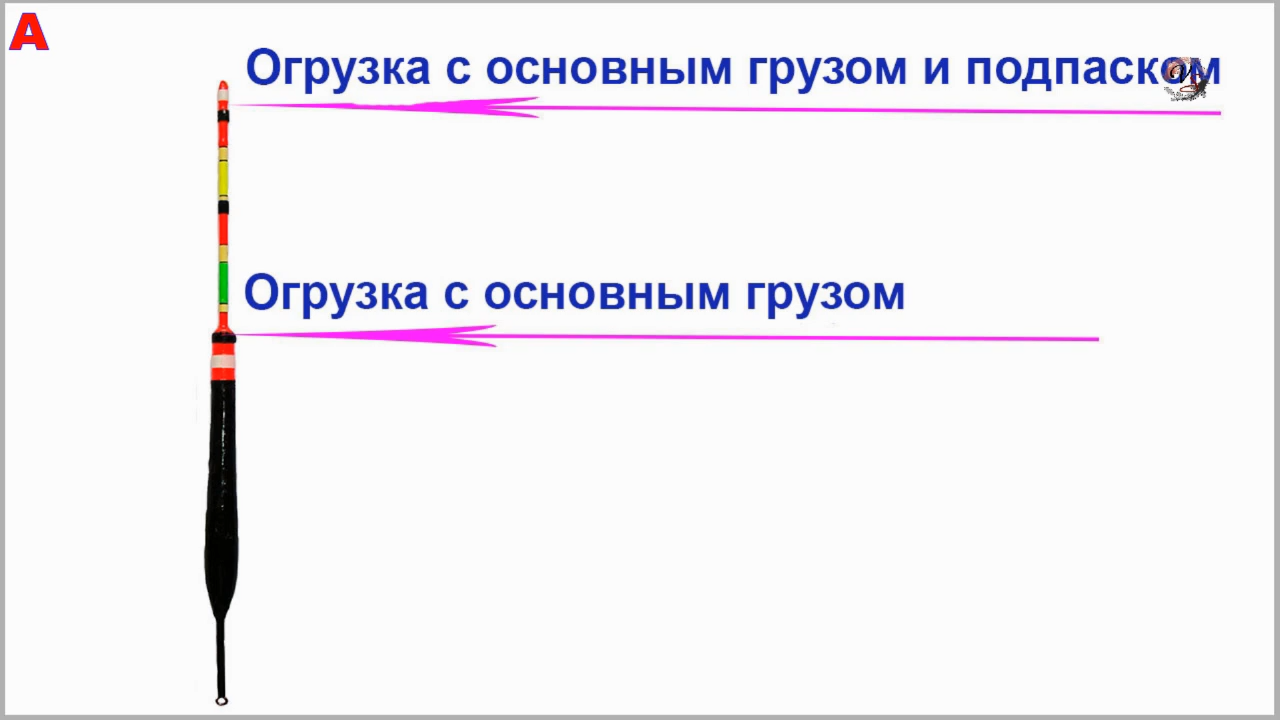 А
Огрузка с основным грузом и подпаском
Огрузка с основным грузом